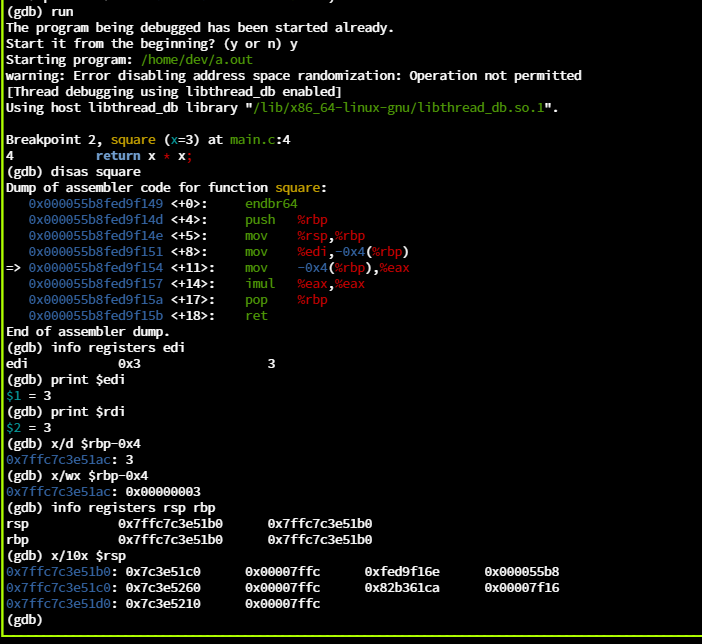 (gdb) run
The program being debugged has been started already.
Start it from the beginning? (y or n) y
Starting program: /home/dev/a.out
warning: Error disabling address space randomization: Operation not permitted
[Thread debugging using libthread_db enabled]
Using host libthread_db library "/lib/x86_64-linux-gnu/libthread_db.so.1".

Breakpoint 2, square (x=3) at main.c:4
4           return x * x;
(gdb) disas square
Dump of assembler code for function square:
   0x000055b8fed9f149 <+0>:     endbr64
   0x000055b8fed9f14d <+4>:     push   %rbp
   0x000055b8fed9f14e <+5>:     mov    %rsp,%rbp
   0x000055b8fed9f151 <+8>:     mov    %edi,-0x4(%rbp)
=> 0x000055b8fed9f154 <+11>:    mov    -0x4(%rbp),%eax
   0x000055b8fed9f157 <+14>:    imul   %eax,%eax
   0x000055b8fed9f15a <+17>:    pop    %rbp
   0x000055b8fed9f15b <+18>:    ret
End of assembler dump.
(gdb) info registers edi
edi            0x3                 3
(gdb) print $edi
$1 = 3
(gdb) print $rdi
$2 = 3
(gdb) x/d $rbp-0x4
0x7ffc7c3e51ac: 3
(gdb) x/wx $rbp-0x4
0x7ffc7c3e51ac: 0x00000003
(gdb) info registers rsp rbp
rsp            0x7ffc7c3e51b0      0x7ffc7c3e51b0
rbp            0x7ffc7c3e51b0      0x7ffc7c3e51b0
(gdb) x/10x $rsp
0x7ffc7c3e51b0: 0x7c3e51c0      0x00007ffc      0xfed9f16e      0x000055b8
0x7ffc7c3e51c0: 0x7c3e5260      0x00007ffc      0x82b361ca      0x00007f16
0x7ffc7c3e51d0: 0x7c3e5210      0x00007ffc
(gdb)